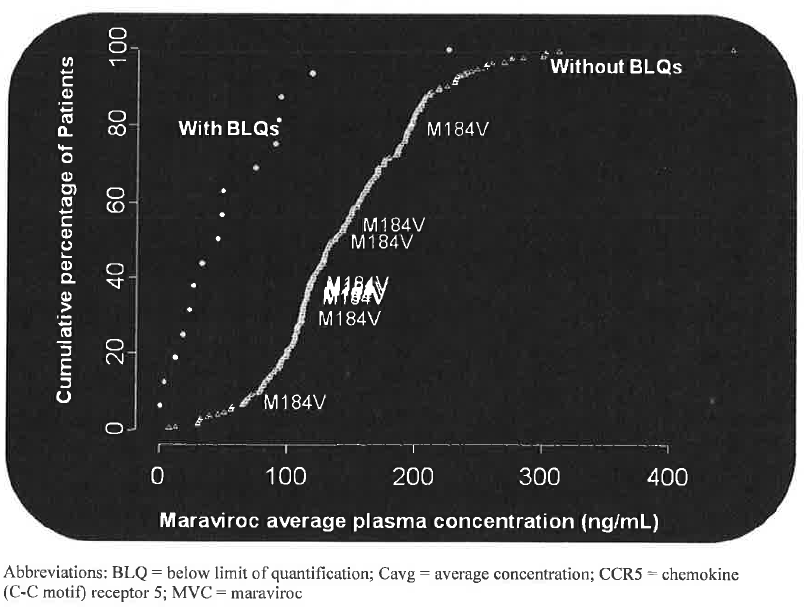 Cumulative percentage of Patients
100
80
60
40
20
0
With BLQs
Without BLQs
M184V
M184V
M184V
M184V
M184V
M184V
0
100
200
300
400
Maraviroc average plasma concentration (ng/mL)
Abbreviations: BLQ = below limit of quantification; Cavg = average concentration; CCR5 = chemokine
(C-C motif) receptor 5; MVC = maraviroc